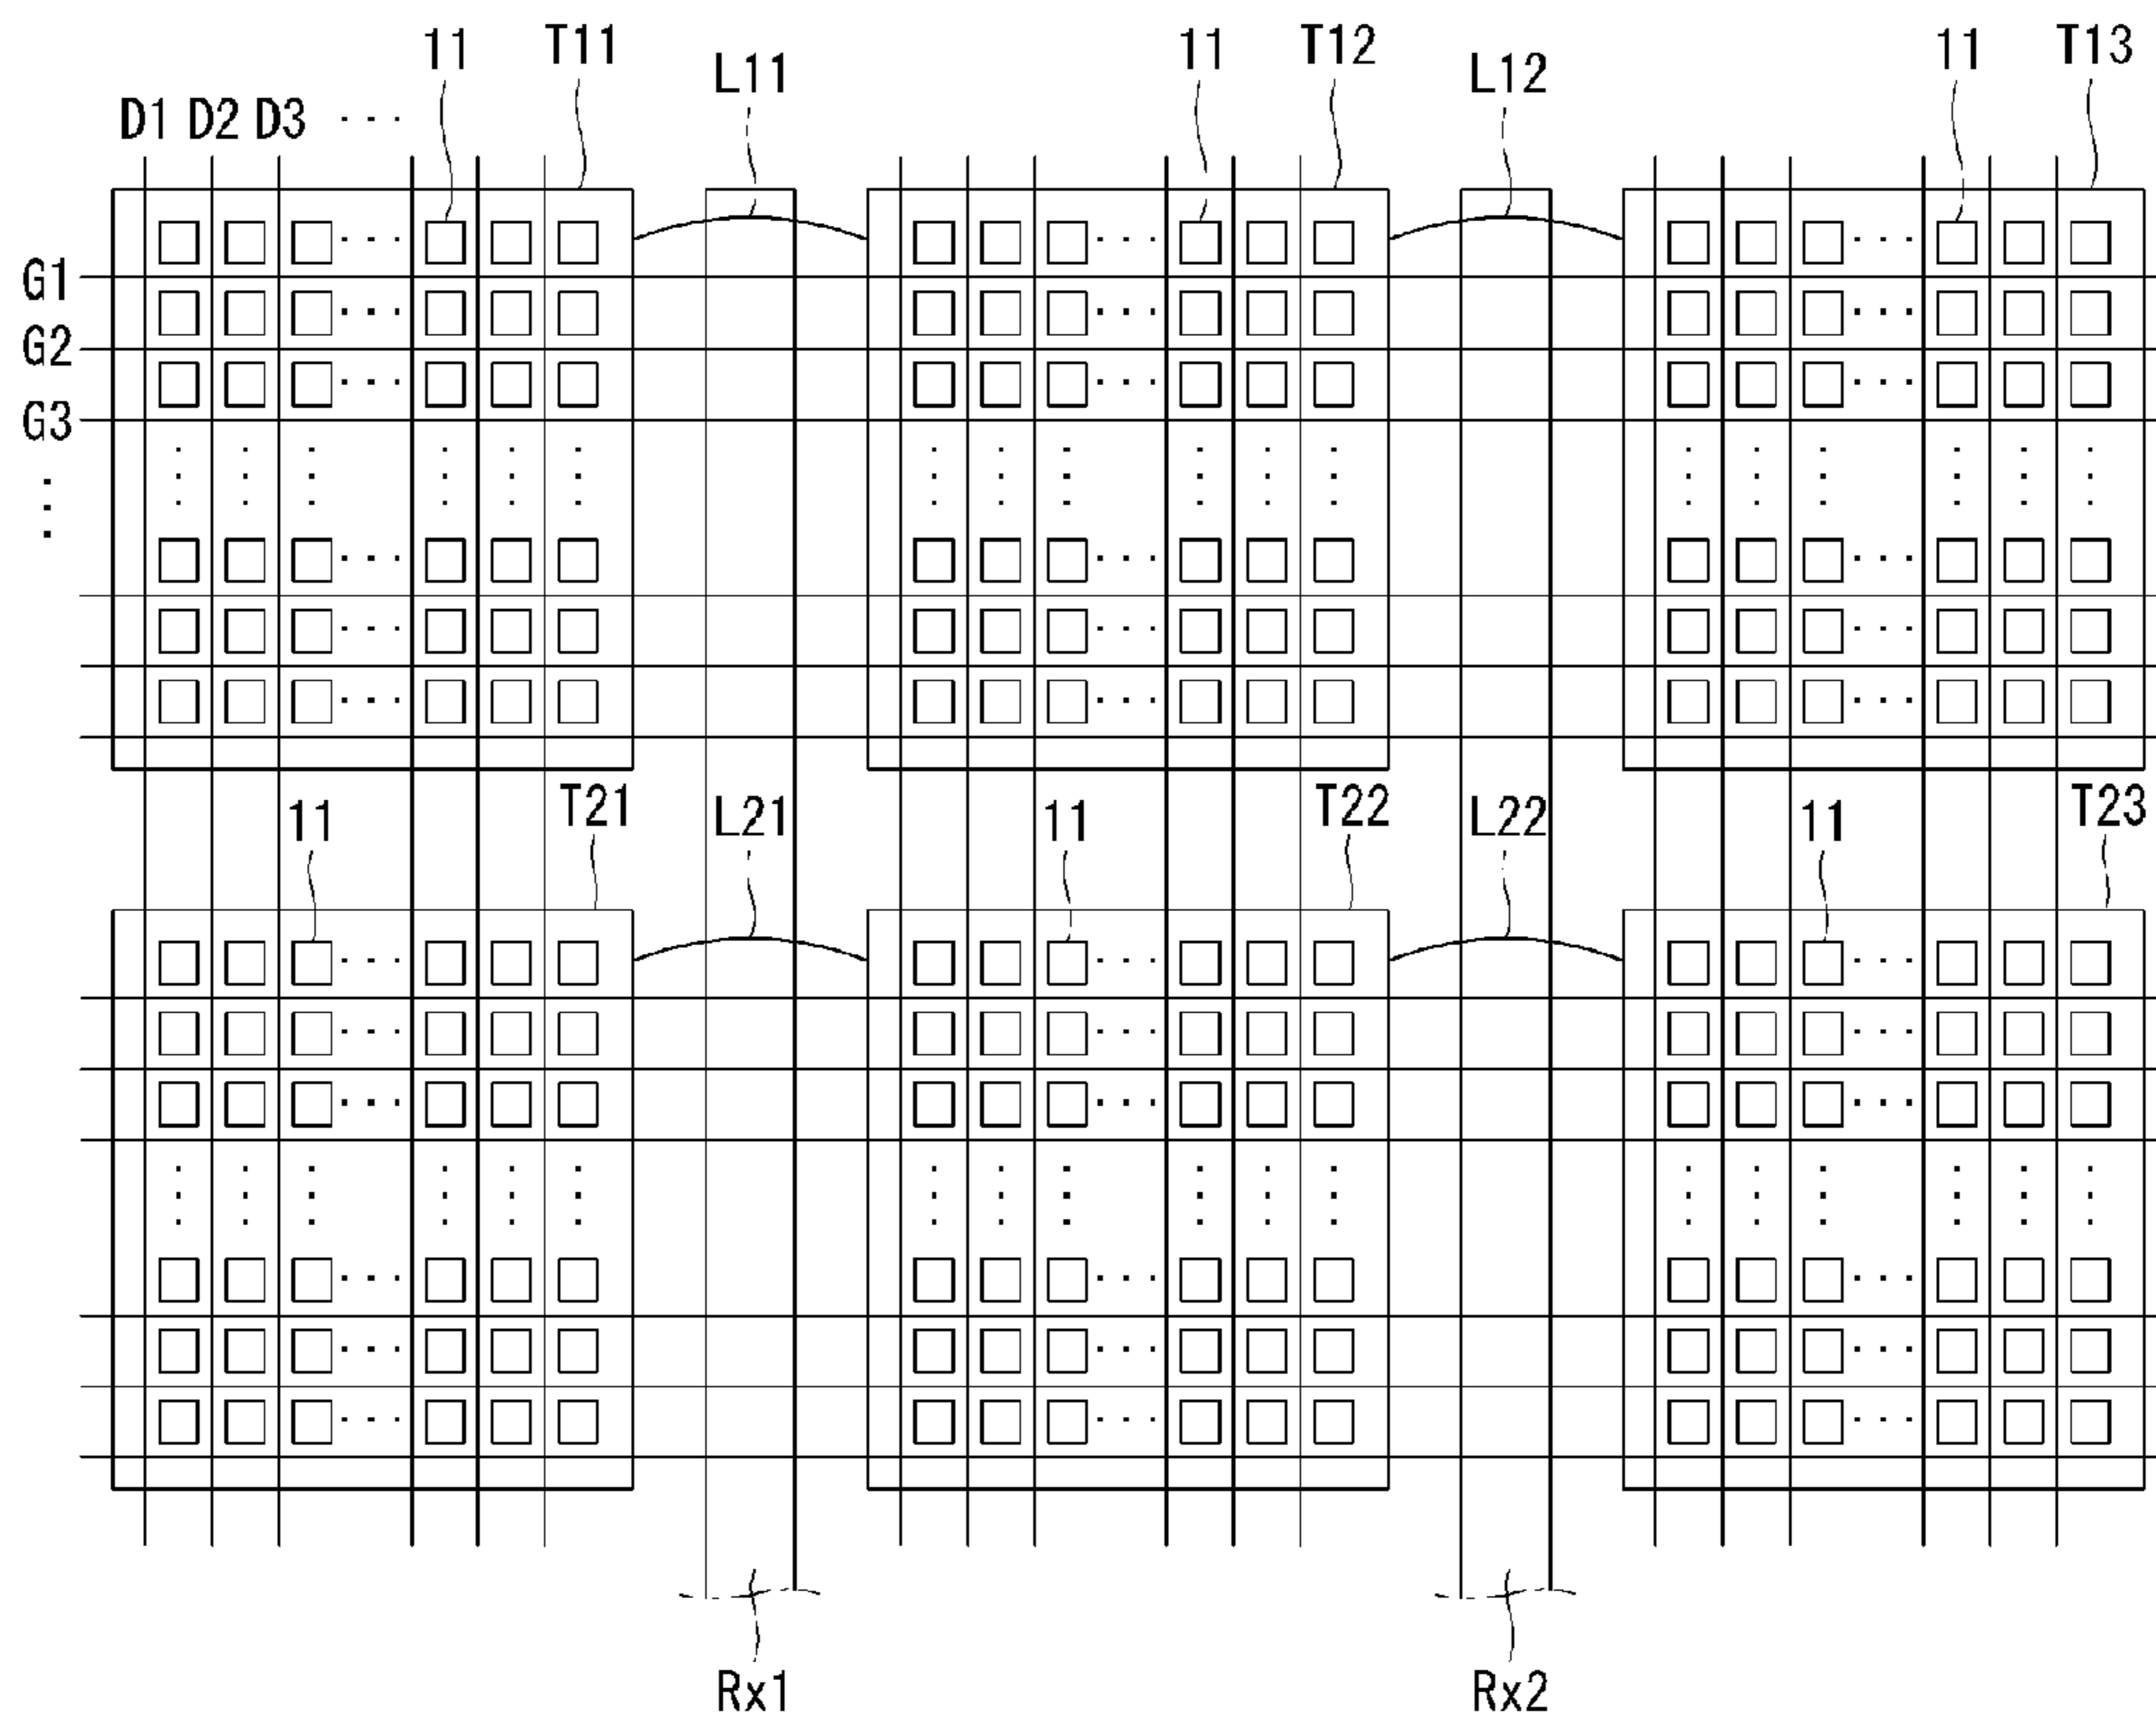 11 T11 L11 11 T12 L12 11 T13
D1 D2 D3 ...
G1
G2
G3
11 T21 L21 11 T22 L22 11 T23
Rx1 Rx2